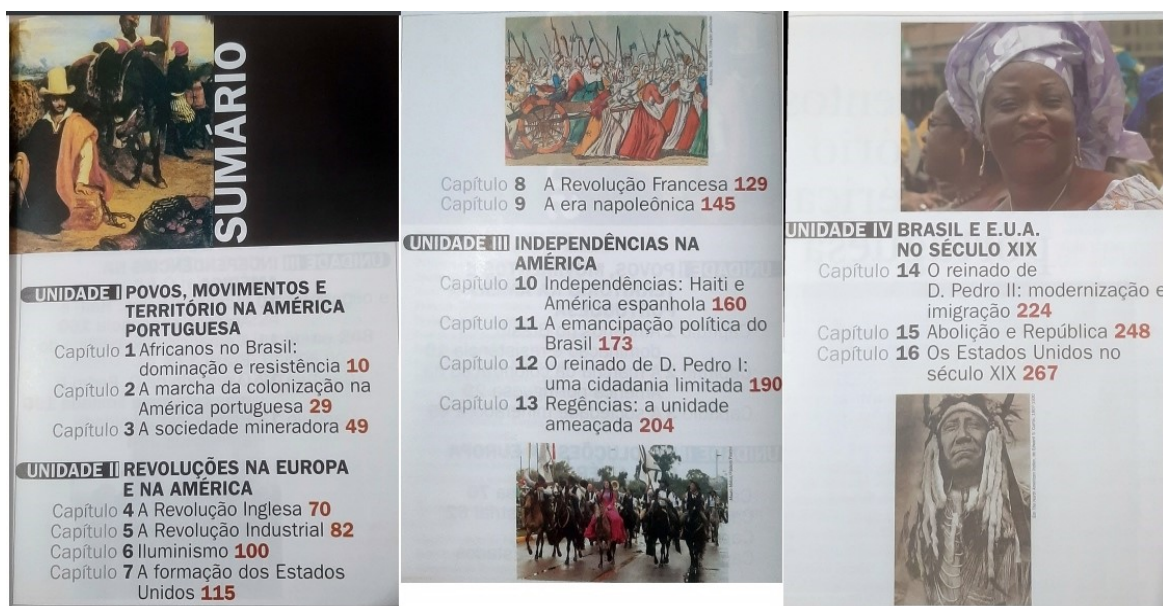 SUMÁRIO
UNIDADE I POVOS, MOVIMENTOS E
TERRITÓRIO NA AMÉRICA
PORTUGUESA
Capítulo 1 Africanos no Brasil:
dominação e resistência 10
Capítulo 2 A marcha da colonização na
América portuguesa 29
Capítulo 3 A sociedade mineradora 49
UNIDADE II REVOLUÇÕES NA EUROPA
E NA AMÉRICA
Capítulo 4 A Revolução Inglesa 70
Capítulo 5 A Revolução Industrial 82
Capítulo 6 Iluminismo 100
Capítulo 7 A formação dos Estados
Unidos 115
Capítulo 8 A Revolução Francesa 129
Capítulo 9 A era napoleônica 145
UNIDADE III INDEPENDÊNCIAS NA
AMÉRICA
Capítulo 10 Independências: Haiti e
América espanhola 160
Capítulo 11 A emancipação política do
Brasil 173
Capítulo 12 O reinado de D. Pedro I:
uma cidadania limitada 190
Capítulo 13 Regências: a unidade
ameaçada 204
UNIDADE IV BRASIL E E.U.A.
NO SÉCULO XIX
Capítulo 14 O reinado de
D. Pedro II: modernização e
imigração 224
Capítulo 15 Abolição e República 248
Capítulo 16 Os Estados Unidos no
século XIX 267